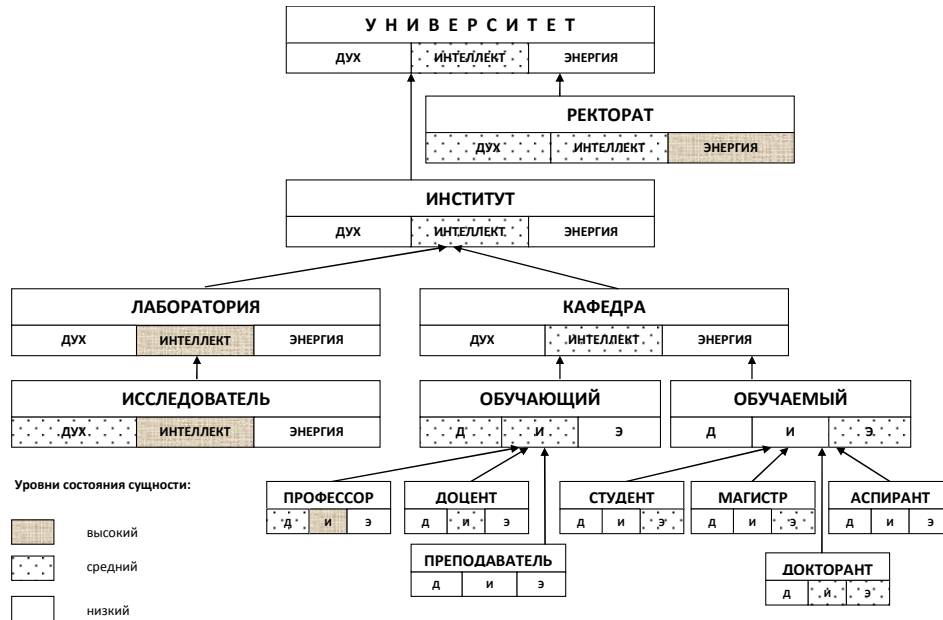 У Н И В Е Р С И Т Е Т
ДУХ ИНТЕЛЛЕКТ ЭНЕРГИЯ
РЕКТОРАТ
ДУХ ИНТЕЛЛЕКТ ЭНЕРГИЯ
ИНСТИТУТ
ДУХ ИНТЕЛЛЕКТ ЭНЕРГИЯ
ЛАБОРАТОРИЯ
ДУХ ИНТЕЛЛЕКТ ЭНЕРГИЯ
КАФЕДРА
ДУХ ИНТЕЛЛЕКТ ЭНЕРГИЯ
ИССЛЕДОВАТЕЛЬ
ДУХ ИНТЕЛЛЕКТ ЭНЕРГИЯ
ОБУЧАЮЩИЙ
Д И Э
ОБУЧАЕМЫЙ
Д И Э
ПРОФЕССОР
Д И Э
ДОЦЕНТ
Д И Э
СТУДЕНТ
Д И Э
МАГИСТР
Д И Э
АСПИРАНТ
Д И Э
ПРЕПОДАВАТЕЛЬ
Д И Э
ДОКТОРАНТ
Д И Э
Уровни состояния сущности:
высокий
средний
низкий